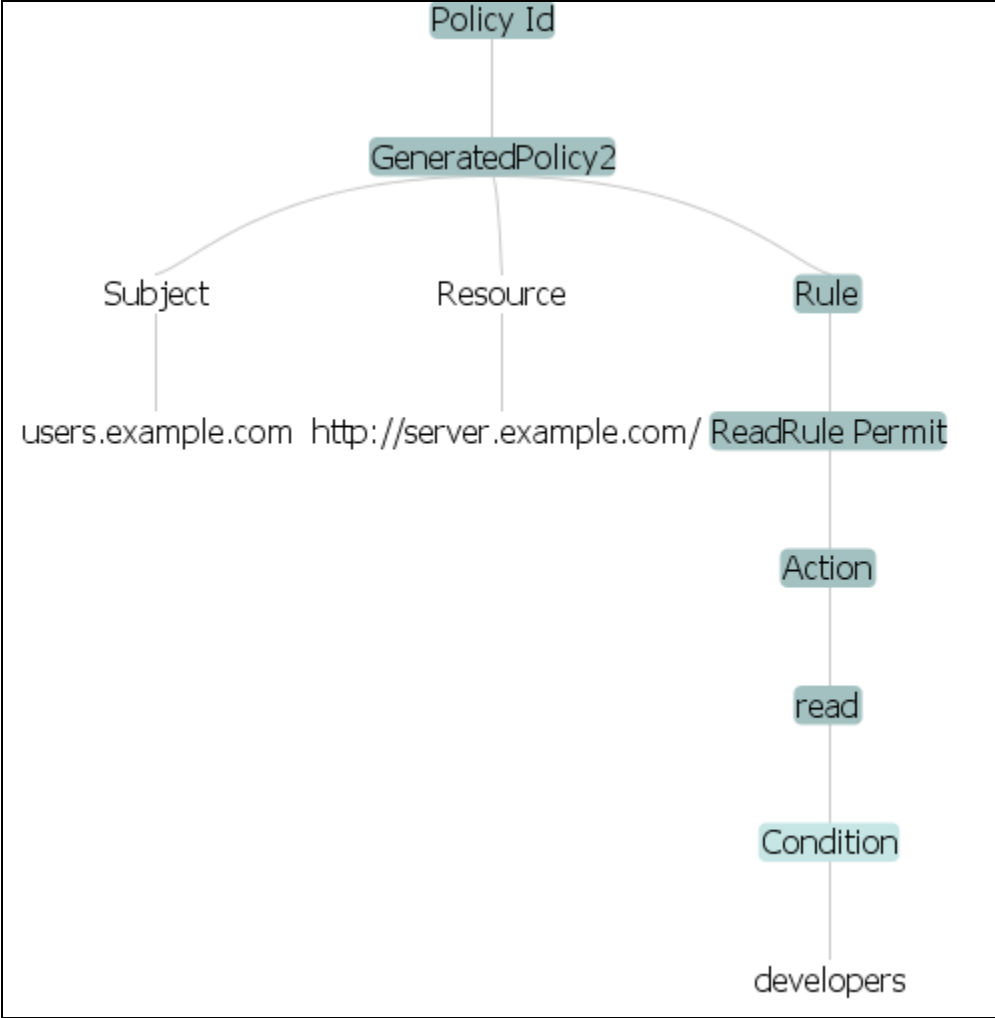 Policy Id
GeneratedPolicy2
Subject
Resource
Rule
users.example.com
http://server.example.com/
ReadRule Permit
Action
read
Condition
developers